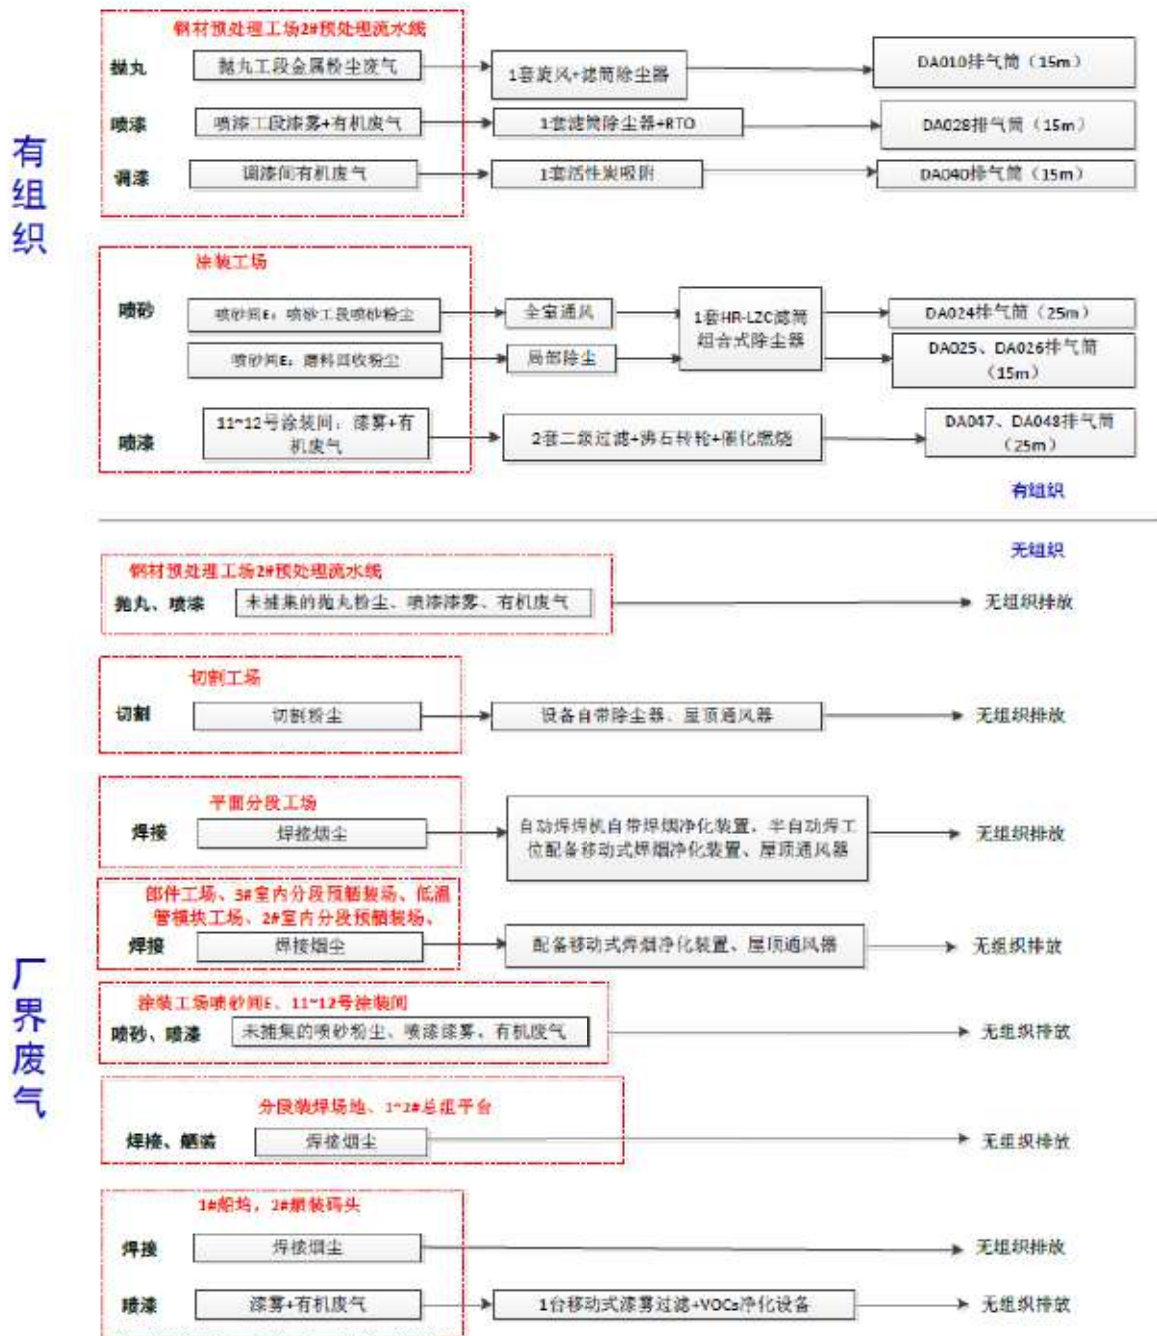 钢材预处理工场2#预处理流水线
抛丸
抛丸工段金属粉尘废气
1套旋风+滤筒除尘器
DA010排气筒（15m）
喷漆
喷漆工段漆雾+有机废气
1套滤筒除尘器+RTO
DA028排气筒（15m）
调漆
调漆间有机废气
1套活性炭吸附
DA040排气筒（15m）
有组织
涂装工场
喷砂
喷砂间E：喷砂工段喷砂粉尘
全室通风
1套HR-LZC滤筒
组合式除尘器
DA024排气筒（25m）
喷砂间E：磨料回收粉尘
局部除尘
DA025、DA026排气筒
（15m）
喷漆
11~12号涂装间：漆雾+有
机废气
2套二级过滤+沸石转轮+催化燃烧
DA047、DA048排气筒
（25m）
有组织
无组织
钢材预处理工场2#预处理流水线
抛丸、喷漆
未捕集的抛丸粉尘、喷漆漆雾、有机废气
无组织排放
切割工场
切割
切割粉尘
设备自带除尘器、屋顶通风器
无组织排放
平面分段工场
焊接
焊接烟尘
自动焊焊机自带焊烟净化装置、半自动焊工
位配备移动式焊烟净化装置、屋顶通风器
无组织排放
部件工场、3#室内分段预舾装场、低温
管模块工场、2#室内分段预舾装场、
焊接
焊接烟尘
配备移动式焊烟净化装置、屋顶通风器
无组织排放
厂界废气
涂装工场喷砂间E、11~12号涂装间
喷砂、喷漆
未捕集的喷砂粉尘、喷漆漆雾、有机废气
无组织排放
分段装焊场地、1~2#总组平台
焊接、舾装
焊接烟尘
无组织排放
1#船坞，2#舾装码头
焊接
焊接烟尘
无组织排放
喷漆
漆雾+有机废气
1台移动式漆雾过滤+VOCs净化设备
无组织排放